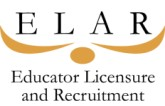 ELAR
Educator Licensure
and Recruitment